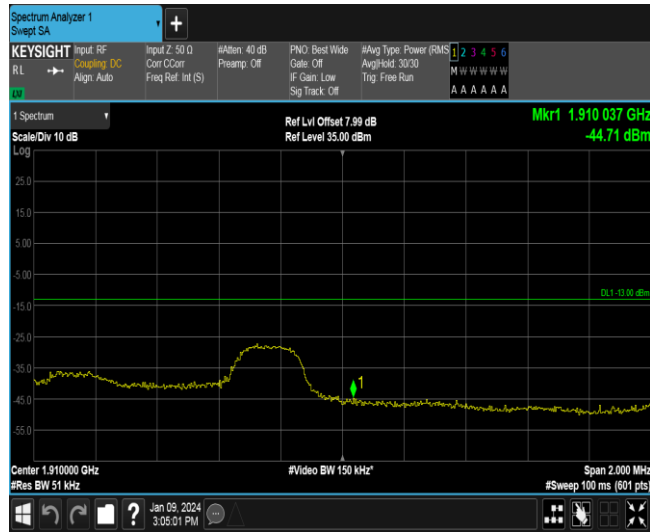 Spectrum Analyzer 1
Swept SA
KEYSIGHT
RL
LXI
Input: RF
Coupling: DC
Align: Auto
Input Z: 50 Ω
Corr CCorr
Freq Ref: Int (S)
#Atten: 40 dB
Preamp: Off
PNO: Best Wide
Gate: Off
IF Gain: Low
Sig Track: Off
#Avg Type: Power (RMS
Avg|Hold: 30/30
Trig: Free Run
1 2 3 4 5 6
M W W W W W
A A A A A A
1 Spectrum
Scale/Div 10 dB
Log
Ref Lvl Offset 7.99 dB
Ref Level 35.00 dBm
Mkr1 1.910 037 GHz
-44.71 dBm
25.0
15.0
5.00
-5.00
DL1 -13.00 dBm
-15.0
-25.0
-35.0
1
-45.0
-55.0
Center 1.910000 GHz
#Video BW 150 kHz*
Span 2.000 MHz
#Res BW 51 kHz
#Sweep 100 ms (601 pts)
?
Jan 09, 2024
3:05:01 PM